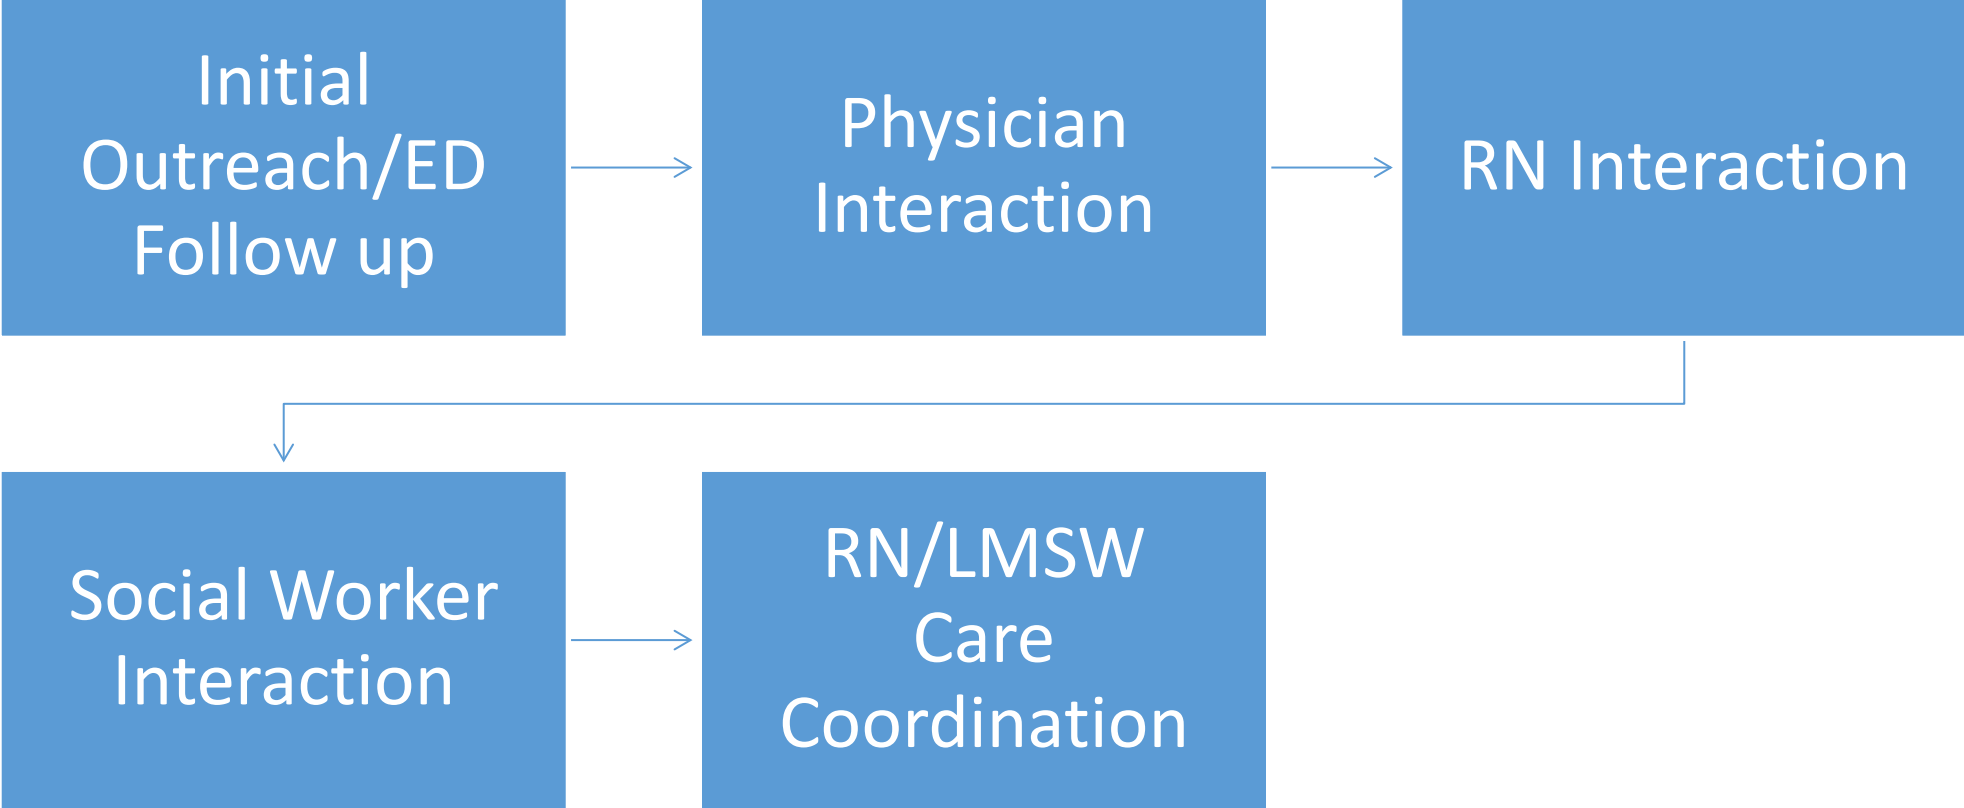 Initial
Outreach/ED
Follow up
Physician
Interaction
RN Interaction
Social Worker
Interaction
RN/LMSW
Care
Coordination